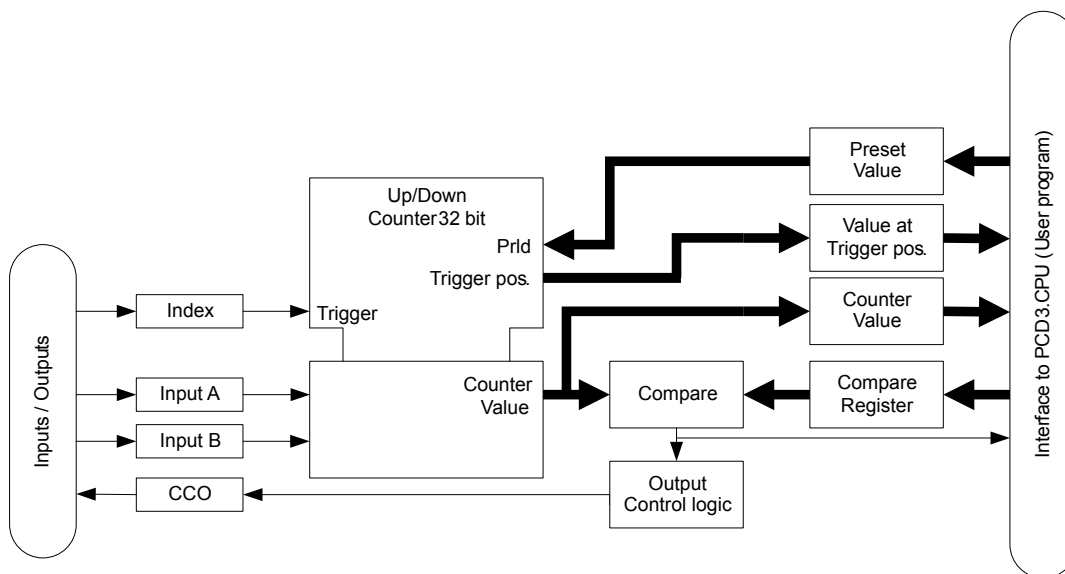 Preset
Value
Up/Down
Counter32 bit
Prld
Value at
Trigger pos.
Trigger pos.
Index
Trigger
Counter
Value
Input A
Counter
Value
Compare
Compare
Register
Input B
CCO
Output
Control logic
Inputs / Outputs
Interface to PCD3.CPU (User program)